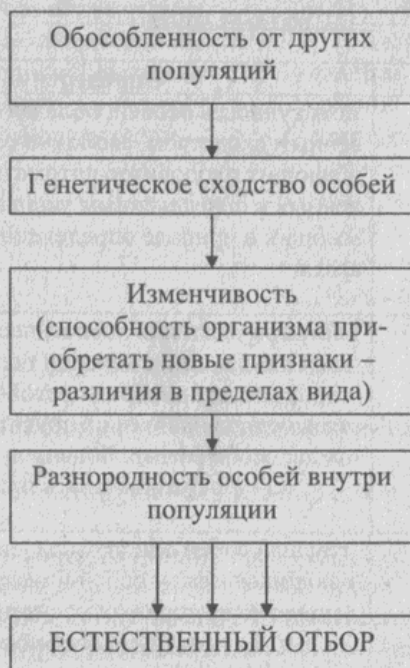 Обособленность от других
популяций
Генетическое сходство особей
Изменчивость
(способность организма при-
обретать новые признаки –
различия в пределах вида)
Разнородность особей внутри
популяции
ЕСТЕСТВЕННЫЙ ОТБОР